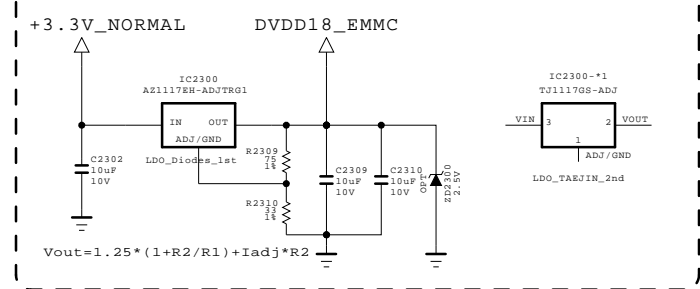 +3.3V_NORMAL
DVDD18_EMMC
IC2300
AZ1117EH-ADJTRG1
IN OUT
ADJ/GND
LDO_Diodes_1st
C2302
10uF
10V
R2309
75
1%
R2310
33
1%
C2309
10uF
10V
C2310
10uF
10V
OPT
ZD2300
2.5V
IC2300-*1
TJ1117GS-ADJ
VIN 3 2 VOUT
1
ADJ/GND
LDO_TAEJIN_2nd
Vout=1.25*(1+R2/R1)+Iadj*R2